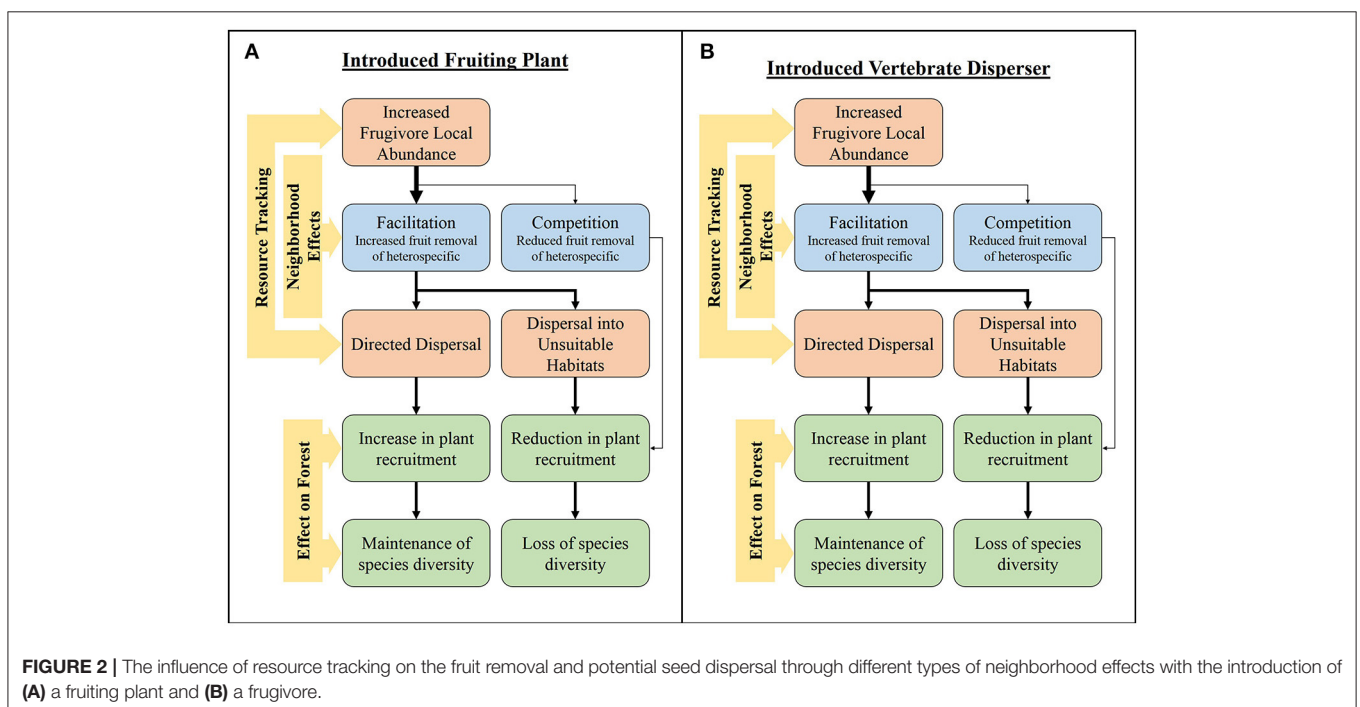 A
Introduced Fruiting Plant
Increased
Frugivore Local
Abundance
Resource Tracking
Neighborhood
Effects
Facilitation
Increased fruit removal
of heterospecific
Competition
Reduced fruit removal
of heterospecific
Directed Dispersal
Dispersal into
Unsuitable
Habitats
Effect on Forest
Increase in plant
recruitment
Reduction in plant
recruitment
Maintenance of
species diversity
Loss of species
diversity
B
Introduced Vertebrate Disperser
Increased
Frugivore Local
Abundance
Resource Tracking
Neighborhood
Effects
Facilitation
Increased fruit removal
of heterospecific
Competition
Reduced fruit removal
of heterospecific
Directed Dispersal
Dispersal into
Unsuitable
Habitats
Effect on Forest
Increase in plant
recruitment
Reduction in plant
recruitment
Maintenance of
species diversity
Loss of species
diversity
FIGURE 2 | The influence of resource tracking on the fruit removal and potential seed dispersal through different types of neighborhood effects with the introduction of
(A) a fruiting plant and (B) a frugivore.